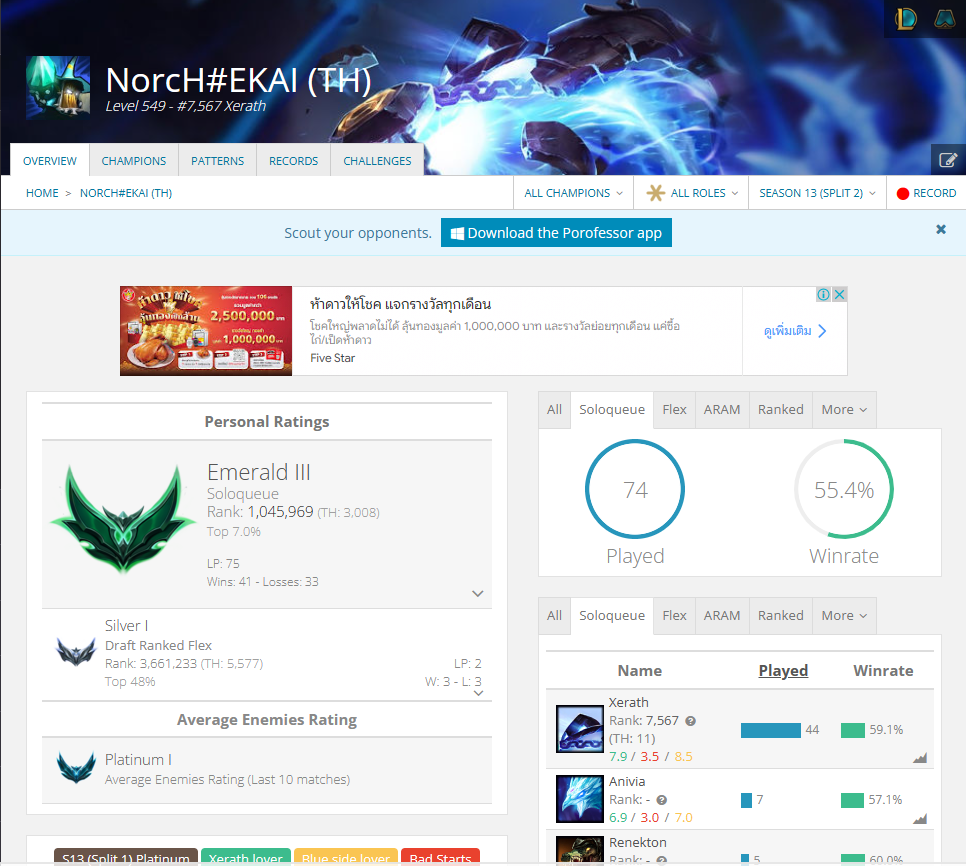 NorcH#EKAI (TH)
Level 549 - #7,567 Xerath
OVERVIEW
CHAMPIONS
PATTERNS
RECORDS
CHALLENGES
HOME > NORCH#EKAI (TH)
ALL CHAMPIONS
ALL ROLES
SEASON 13 (SPLIT 2)
RECORD
Scout your opponents.
Download the Porofessor app
2,500,000
1,000,000
ห้าดาวให้โชค แจกรางวัลทุกเดือน
โชคใหญ่พลาดไม่ได้ ลุ้นทองมูลค่า 1,000,000 บาท และรางวัลย่อยทุกเดือน แค่ซื้อ
ไก่/เป็ดห้าดาว
Five Star
ดูเพิ่มเติม
Personal Ratings
Emerald III
Soloqueue
Rank: 1,045,969 (TH: 3,008)
Top 7.0%
LP: 75
Wins: 41 - Losses: 33
Silver I
Draft Ranked Flex
Rank: 3,661,233 (TH: 5,577)
LP: 2
Top 48%
W: 3 - L: 3
Average Enemies Rating
Platinum I
Average Enemies Rating (Last 10 matches)
S13 (Split 1) Platinum
Xerath lover
Blue side lover
Bad Starts
All
Soloqueue
Flex
ARAM
Ranked
More
74
Played
55.4%
Winrate
All
Soloqueue
Flex
ARAM
Ranked
More
Name
Played
Winrate
Xerath
Rank: 7,567
(TH: 11)
7.9 / 3.5 / 8.5
44
59.1%
Anivia
Rank: -
6.9 / 3.0 / 7.0
7
57.1%
Renekton
Rank: -
5
60.0%